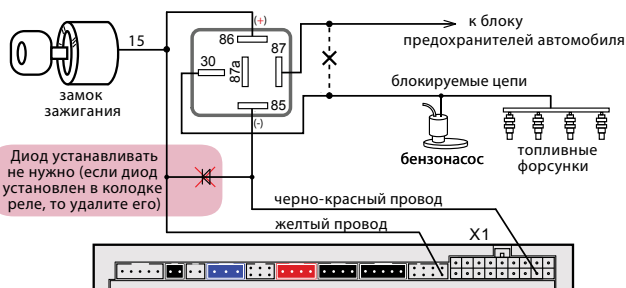 к блоку
предохранителей автомобиля
(+)
86
87
15
30
87a
85
(-)
замок
зажигания
блокируемые цепи
бензонасос
топливные
форсунки
Диод устанавливать
не нужно (если диод
установлен в колодке
реле, то удалите его)
черно-красный провод
желтый провод
X1